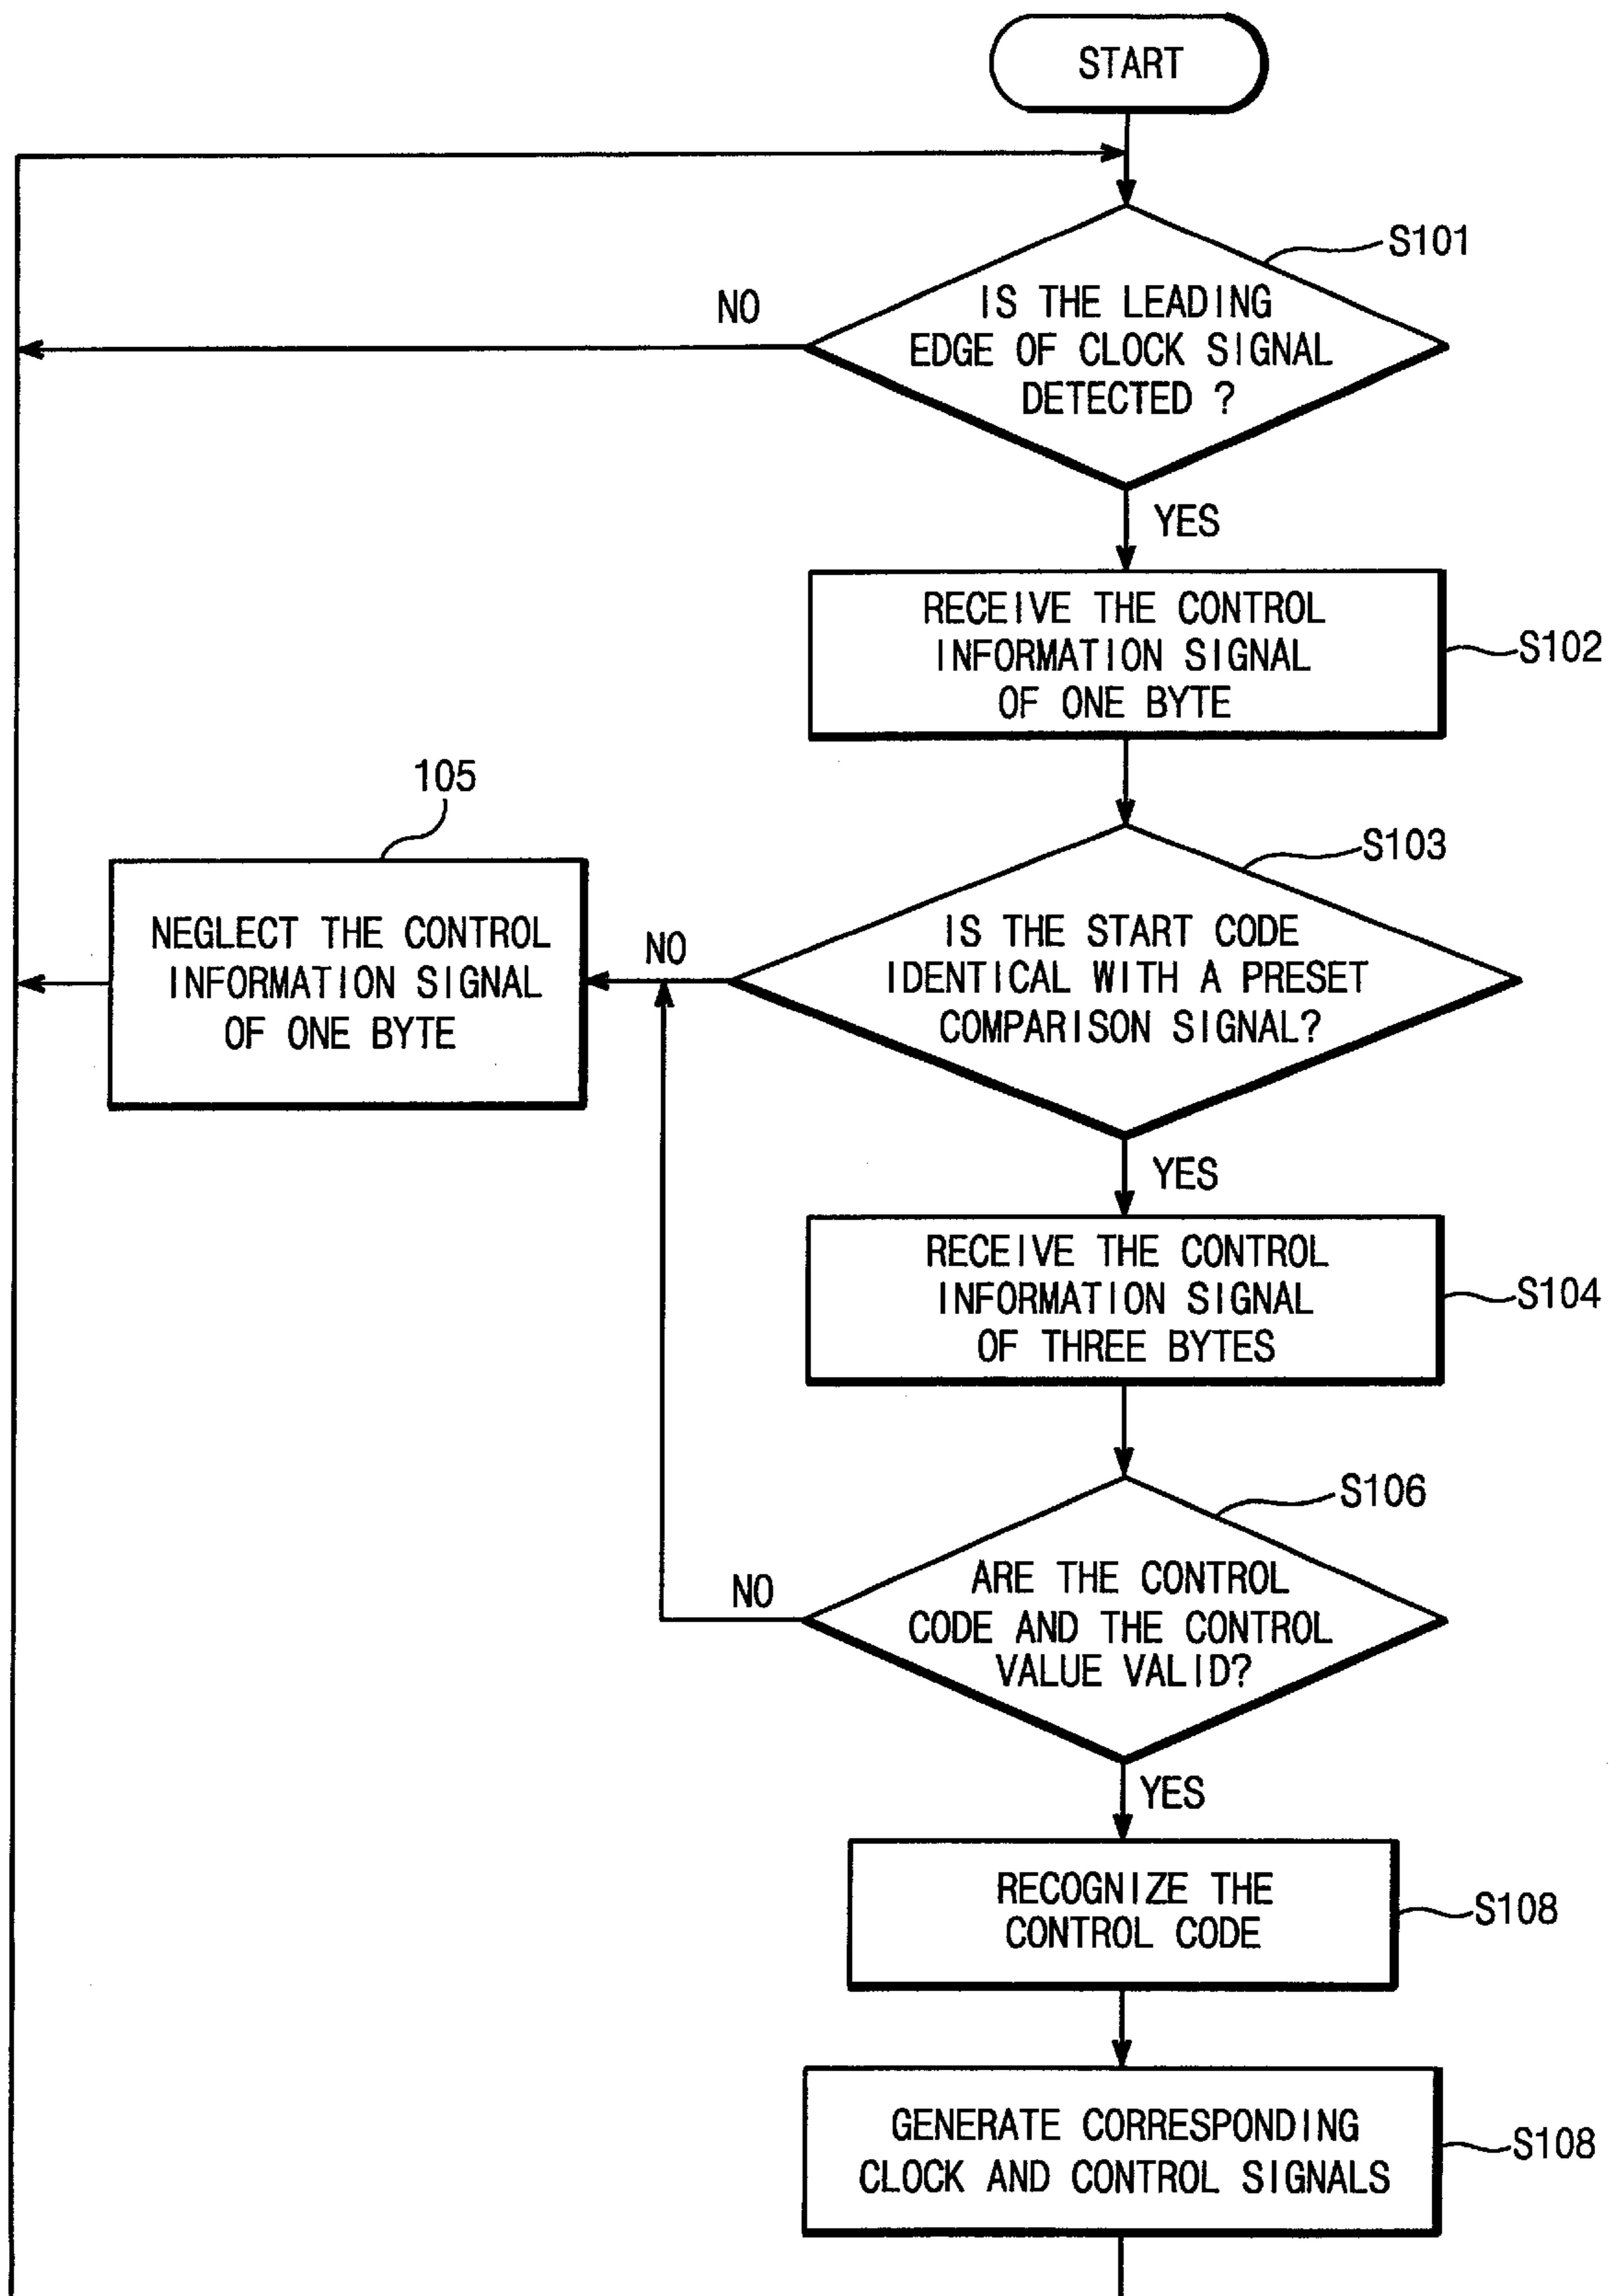 START
S101
IS THE LEADING
EDGE OF CLOCK SIGNAL
DETECTED ?
NO
YES
RECEIVE THE CONTROL
INFORMATION SIGNAL
OF ONE BYTE
S102
105
S103
IS THE START CODE
IDENTICAL WITH A PRESET
COMPARISON SIGNAL?
NO
NEGLECT THE CONTROL
INFORMATION SIGNAL
OF ONE BYTE
YES
RECEIVE THE CONTROL
INFORMATION SIGNAL
OF THREE BYTES
S104
S106
ARE THE CONTROL
CODE AND THE CONTROL
VALUE VALID?
NO
YES
RECOGNIZE THE
CONTROL CODE
S108
GENERATE CORRESPONDING
CLOCK AND CONTROL SIGNALS
S108